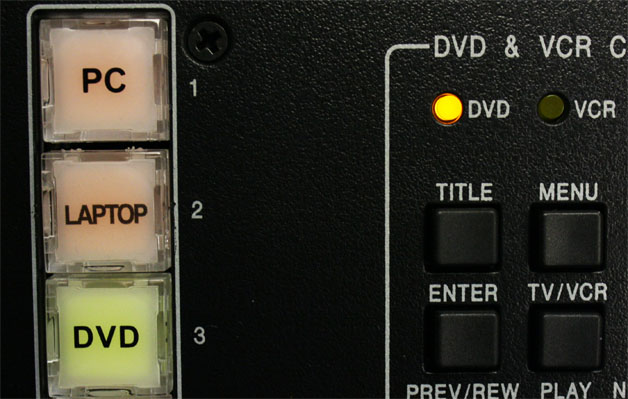 PC
1
LAPTOP
2
DVD
3
DVD & VCR C
DVD VCR
TITLE MENU
ENTER TV/VCR
PREV/REW PLAY N